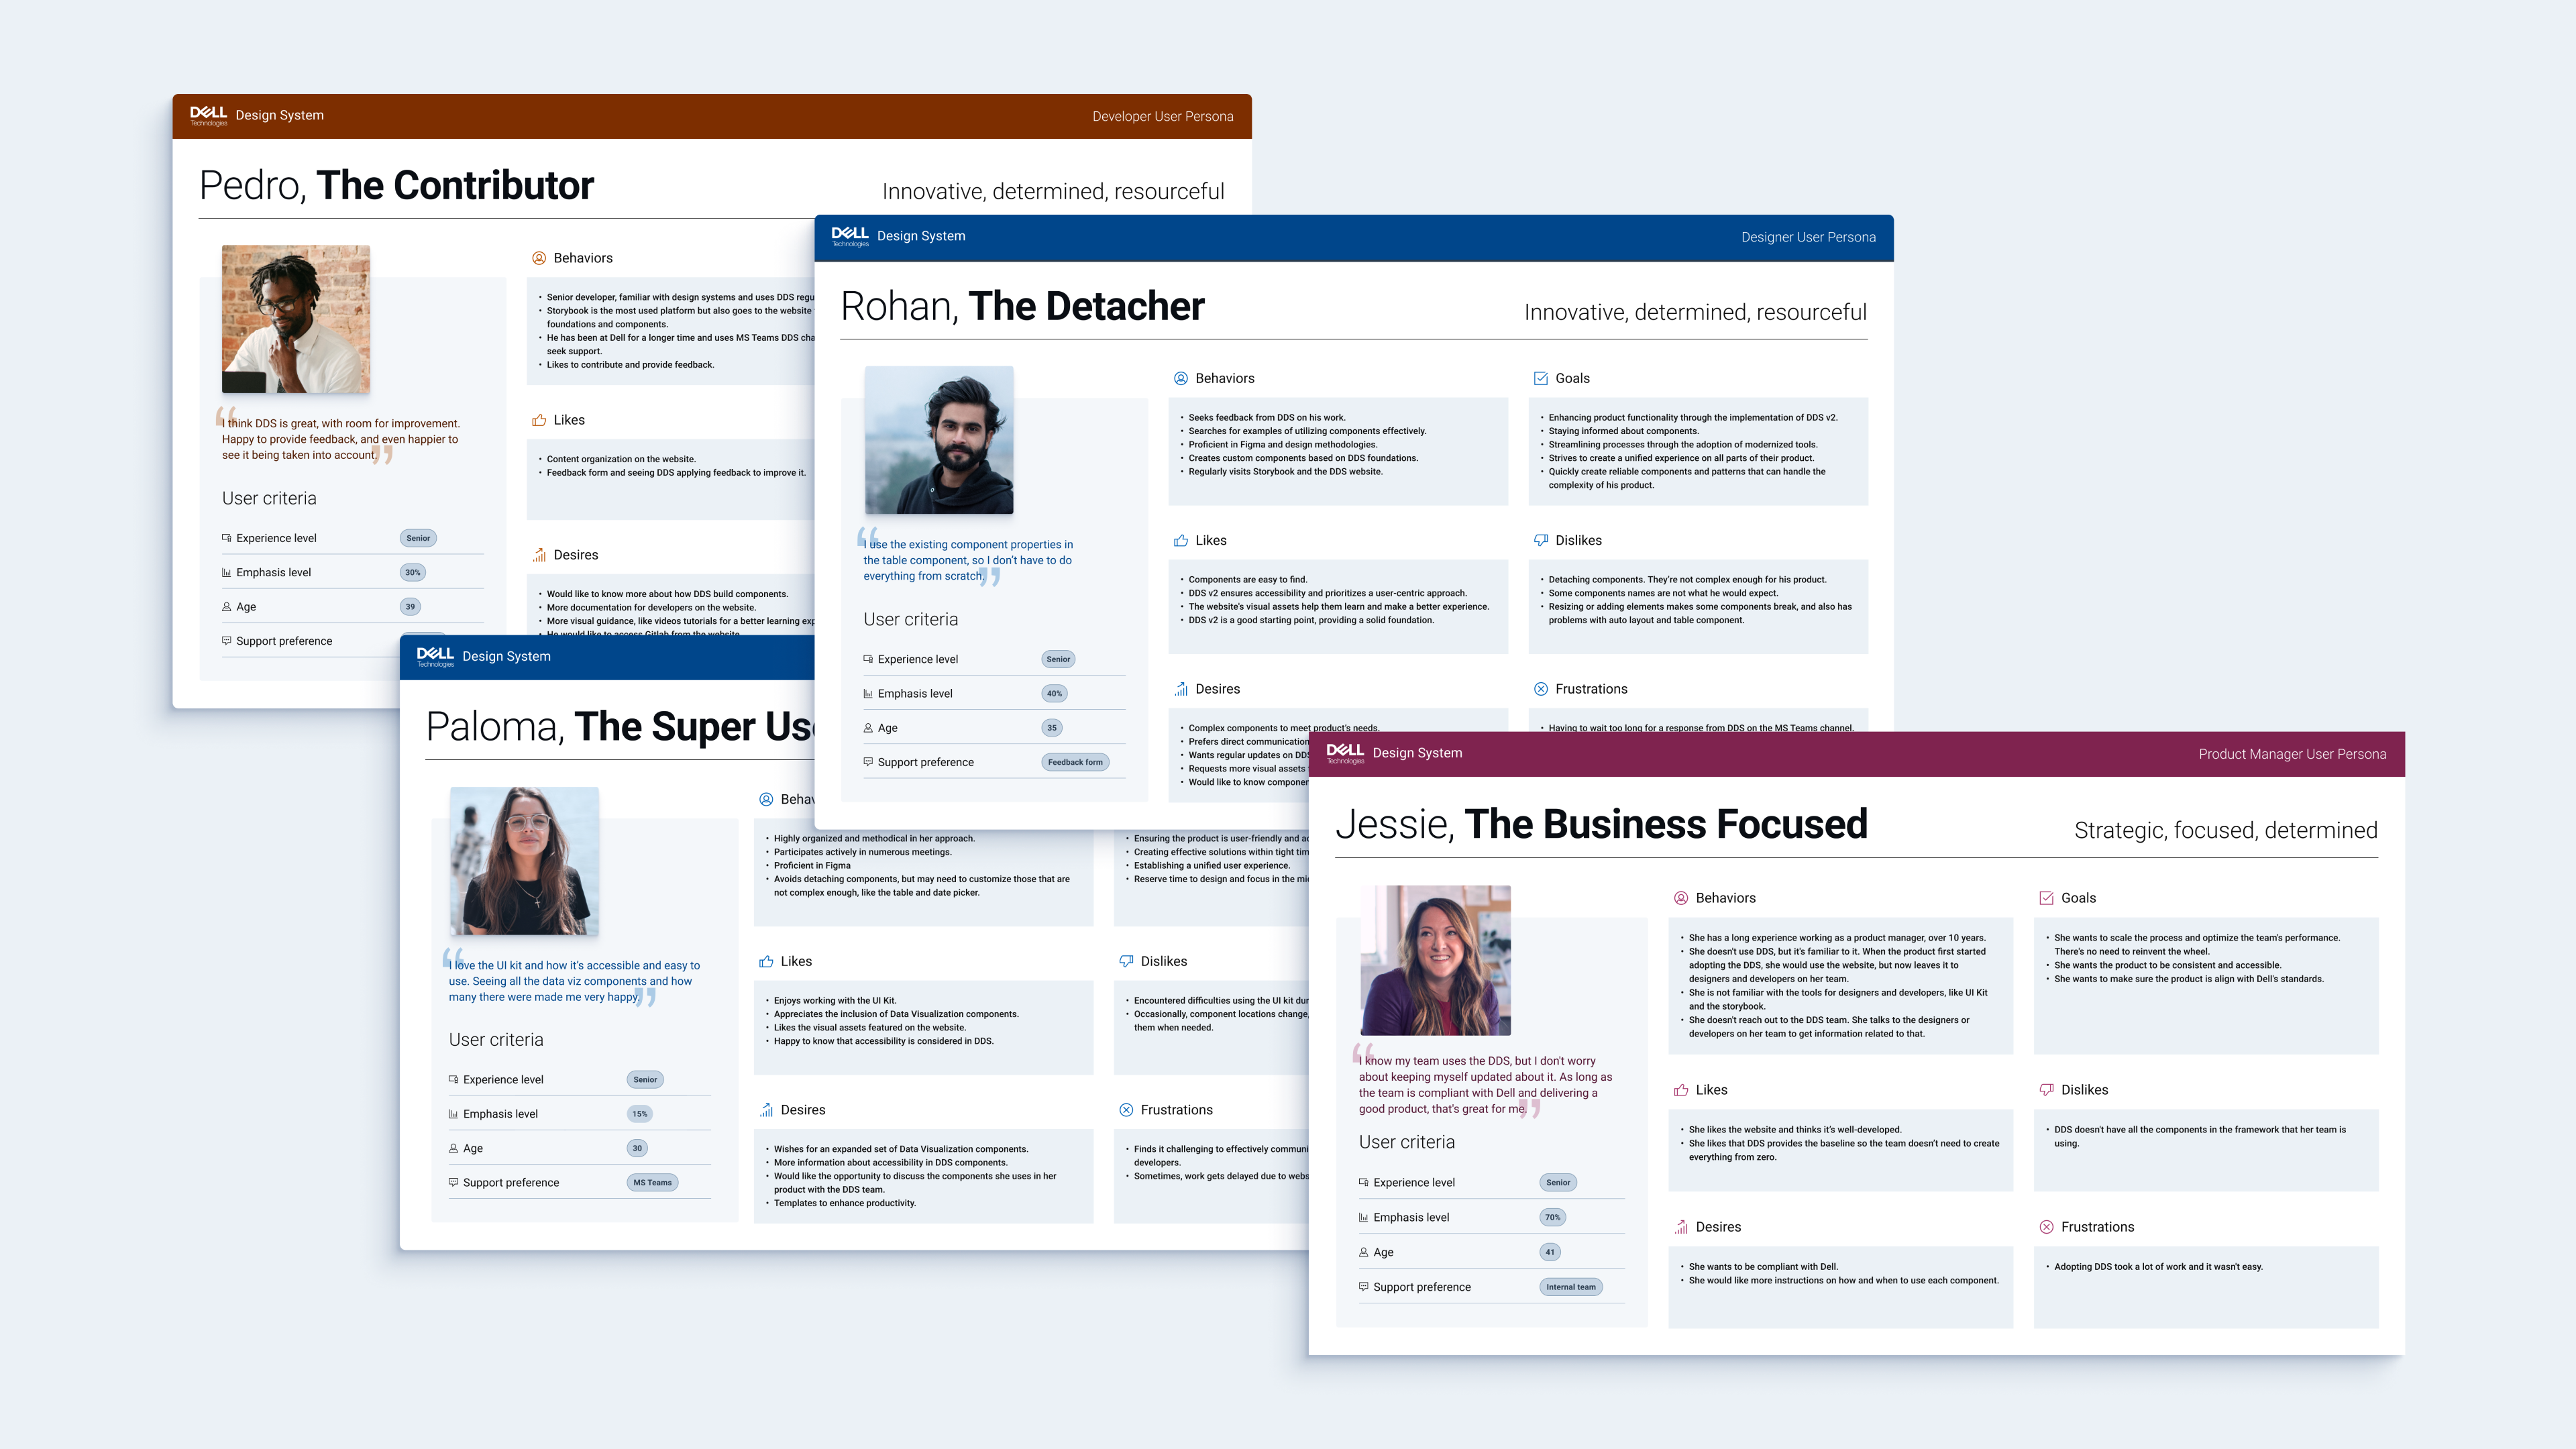 DELL Technologies Design System
Developer User Persona
Pedro, The Contributor
Innovative, determined, resourceful
I think DDS is great, with room for improvement.
Happy to provide feedback, and even happier to
see it being taken into account.
User criteria
Experience level Senior
Emphasis level 30%
Age 39
Support preference
Behaviors
• Senior developer, familiar with design systems and uses DDS
• Storybook is the most used platform but also goes to the website
foundations and components.
• He has been at Dell for a longer time and uses MS Teams DDS
seek support.
• Likes to contribute and provide feedback.
Likes
• Content organization on the website.
• Feedback form and seeing DDS applying feedback to improve it.
Desires
• Would like to know more about how DDS build components.
• More documentation for developers on the website.
• More visual guidance, like videos tutorials for a better learning
• He would like to access Gitlab from the website
DELL Technologies Design System
Designer User Persona
Rohan, The Detacher
Innovative, determined, resourceful
I use the existing component properties in
the table component, so I don't have to do
everything from scratch.
User criteria
Experience level Senior
Emphasis level 40%
Age 35
Support preference Feedback form
Behaviors
• Seeks feedback from DDS on his work.
• Searches for examples of utilizing components effectively.
• Proficient in Figma and design methodologies.
• Creates custom components based on DDS foundations.
• Regularly visits Storybook and the DDS website.
Goals
• Enhancing product functionality through the implementation of DDS v2.
• Staying informed about components.
• Streamlining processes through the adoption of modernized tools.
• Strives to create a unified experience on all parts of their product.
• Quickly create reliable components and patterns that can handle the
complexity of his product.
Likes
• Components are easy to find.
• DDS v2 ensures accessibility and prioritizes a user-centric approach.
• The website's visual assets help them learn and make a better experience.
• DDS v2 is a good starting point, providing a solid foundation.
Dislikes
• Detaching components. They're not complex enough for his product.
• Some components names are not what he would expect.
• Resizing or adding elements makes some components break, and also has
problems with auto layout and table component.
Desires
• Complex components to meet product's needs.
• Prefers direct communication
• Wants regular updates on DDS
• Requests more visual assets
• Would like to know
Frustrations
• Having to wait too long for a response from DDS on the MS Teams channel.
DELL Technologies Design System
Paloma, The Super
I love the UI kit and how it's accessible and easy to
use. Seeing all the data viz components and how
many there were made me very happy.
User criteria
Experience level Senior
Emphasis level 15%
Age 30
Support preference MS Teams
• Highly organized and methodical in her approach.
• Participates actively in numerous meetings.
• Proficient in Figma
• Avoids detaching components, but may need to customize those that are
not complex enough, like the table and date picker.
• Ensuring the product is user-friendly and
• Creating effective solutions within tight
• Establishing a unified user experience.
• Reserve time to design and focus in the
Likes
• Enjoys working with the UI Kit.
• Appreciates the inclusion of Data Visualization components.
• Likes the visual assets featured on the website.
• Happy to know that accessibility is considered in DDS.
Dislikes
• Encountered difficulties using the UI kit
• Occasionally, component locations change,
them when needed.
Desires
• Wishes for an expanded set of Data Visualization components.
• More information about accessibility in DDS components.
• Would like the opportunity to discuss the components she uses in her
product with the DDS team.
• Templates to enhance productivity.
Frustrations
• Finds it challenging to effectively
developers.
• Sometimes, work gets delayed due to
DELL Technologies Design System
Product Manager User Persona
Jessie, The Business Focused
Strategic, focused, determined
I know my team uses the DDS, but I don't worry
about keeping myself updated about it. As long as
the team is compliant with Dell and delivering a
good product, that's great for me.
User criteria
Experience level Senior
Emphasis level 70%
Age 41
Support preference Internal team
Behaviors
• She has a long experience working as a product manager, over 10 years.
• She doesn't use DDS, but it's familiar to it. When the product first started
adopting the DDS, she would use the website, but now leaves it to
designers and developers on her team.
• She is not familiar with the tools for designers and developers, like UI Kit
and the storybook.
• She doesn't reach out to the DDS team. She talks to the designers or
developers on her team to get information related to that.
Goals
• She wants to scale the process and optimize the team's performance.
There's no need to reinvent the wheel.
• She wants the product to be consistent and accessible.
• She wants to make sure the product is align with Dell's standards.
Likes
• She likes the website and thinks it's well-developed.
• She likes that DDS provides the baseline so the team doesn't need to create
everything from zero.
Dislikes
• DDS doesn't have all the components in the framework that her team is
using.
Desires
• She wants to be compliant with Dell.
• She would like more instructions on how and when to use each component.
Frustrations
• Adopting DDS took a lot of work and it wasn't easy.